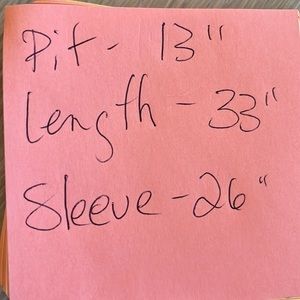 Pit - 13"
Length - 33"
Sleeve - 26"